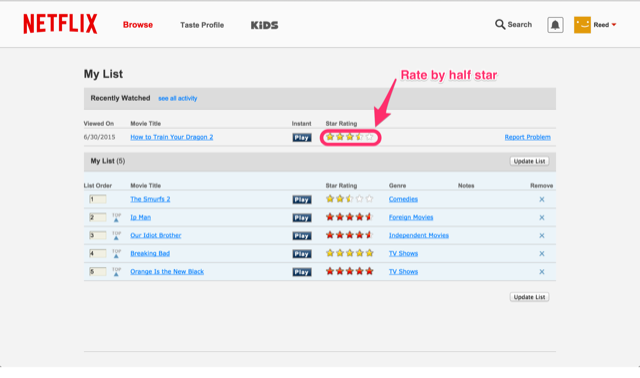 NETFLIX Browse Taste Profile KiDS Search Reed
Rate by half star
My List
Recently Watched see all activity
Viewed On Movie Title Instant Star Rating
6/30/2015 How to Train Your Dragon 2 Play Report Problem
My List (5) Update List
List Order Movie Title Star Rating Genre Notes Remove
1 The Smurfs 2 Play Comedies X
2 TOP Ip Man Play Foreign Movies X
3 TOP Our Idiot Brother Play Independent Movies X
4 TOP Breaking Bad Play TV Shows X
5 TOP Orange Is the New Black Play TV Shows X
Update List